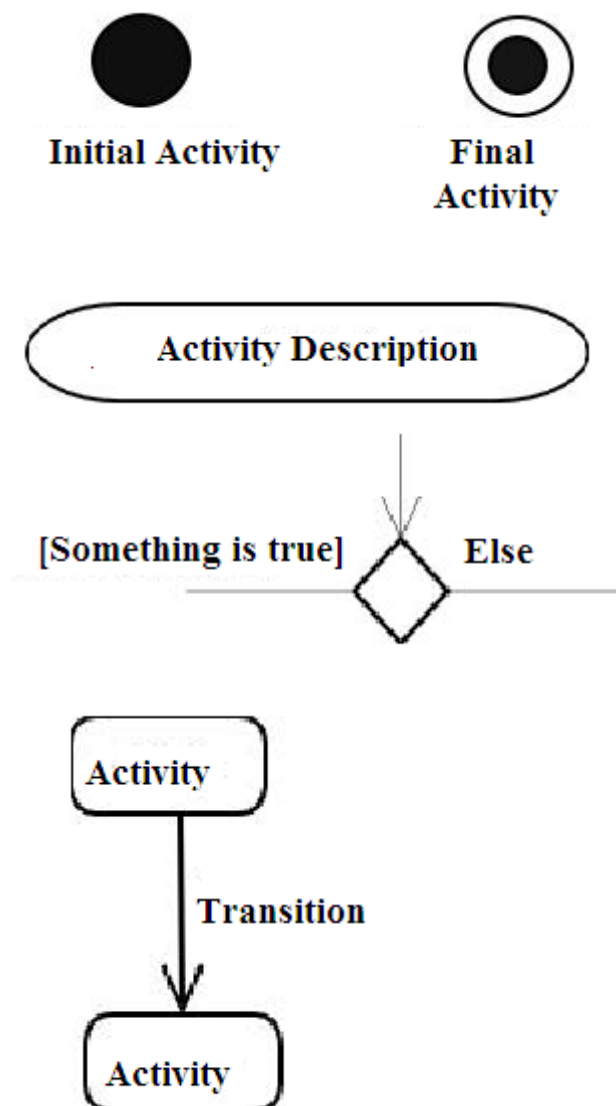 Initial Activity
Final
Activity
Activity Description
[Something is true]
Else
Activity
Transition
Activity